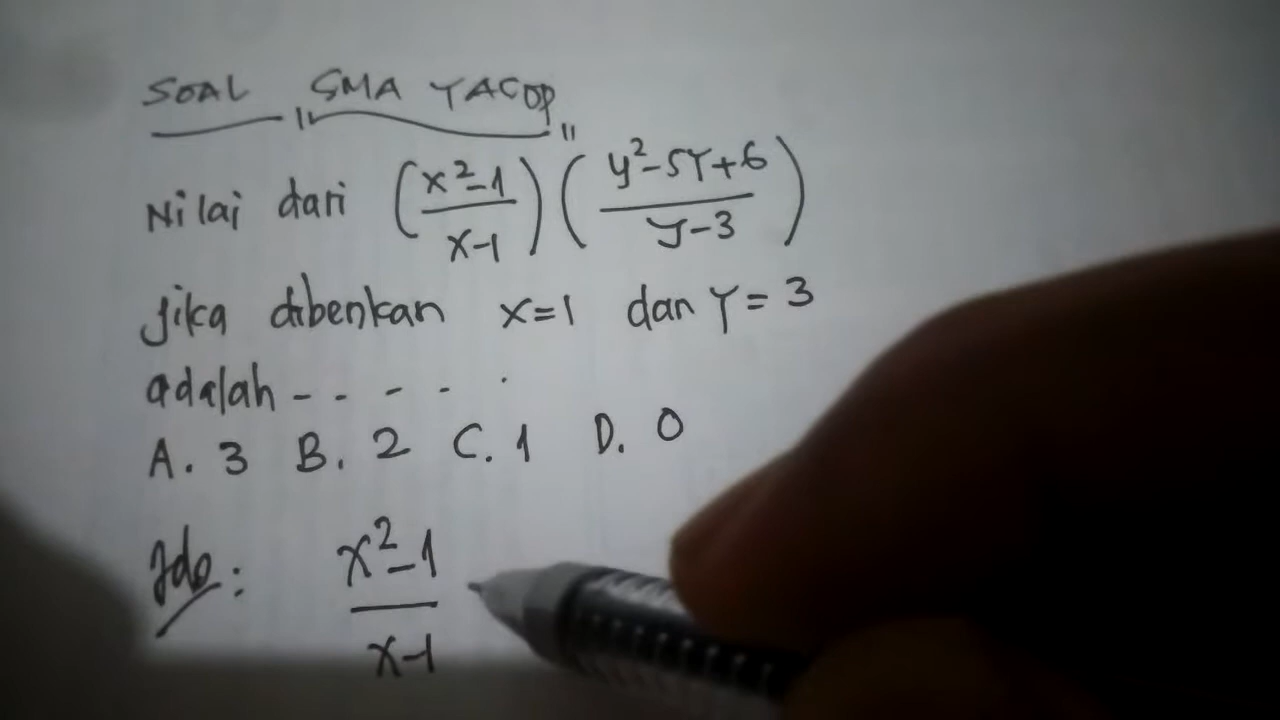 SOAL "SMA YACOP"
Nilai dari (x²-1/x-1)(y²-5y+6/y-3)
jika diberikan x=1 dan y=3
adalah - - - - .
A. 3 B. 2 C. 1 D. 0
Jdb: x²-1
x-1